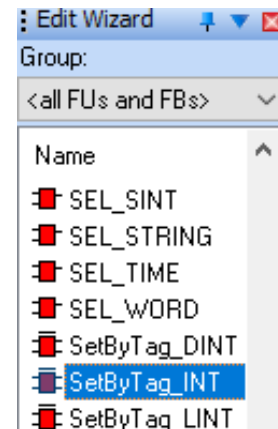 Edit Wizard
Group:
<all FUs and FBs>
Name
SEL_SINT
SEL_STRING
SEL_TIME
SEL_WORD
SetByTag_DINT
SetByTag_INT
SetByTag_LINT